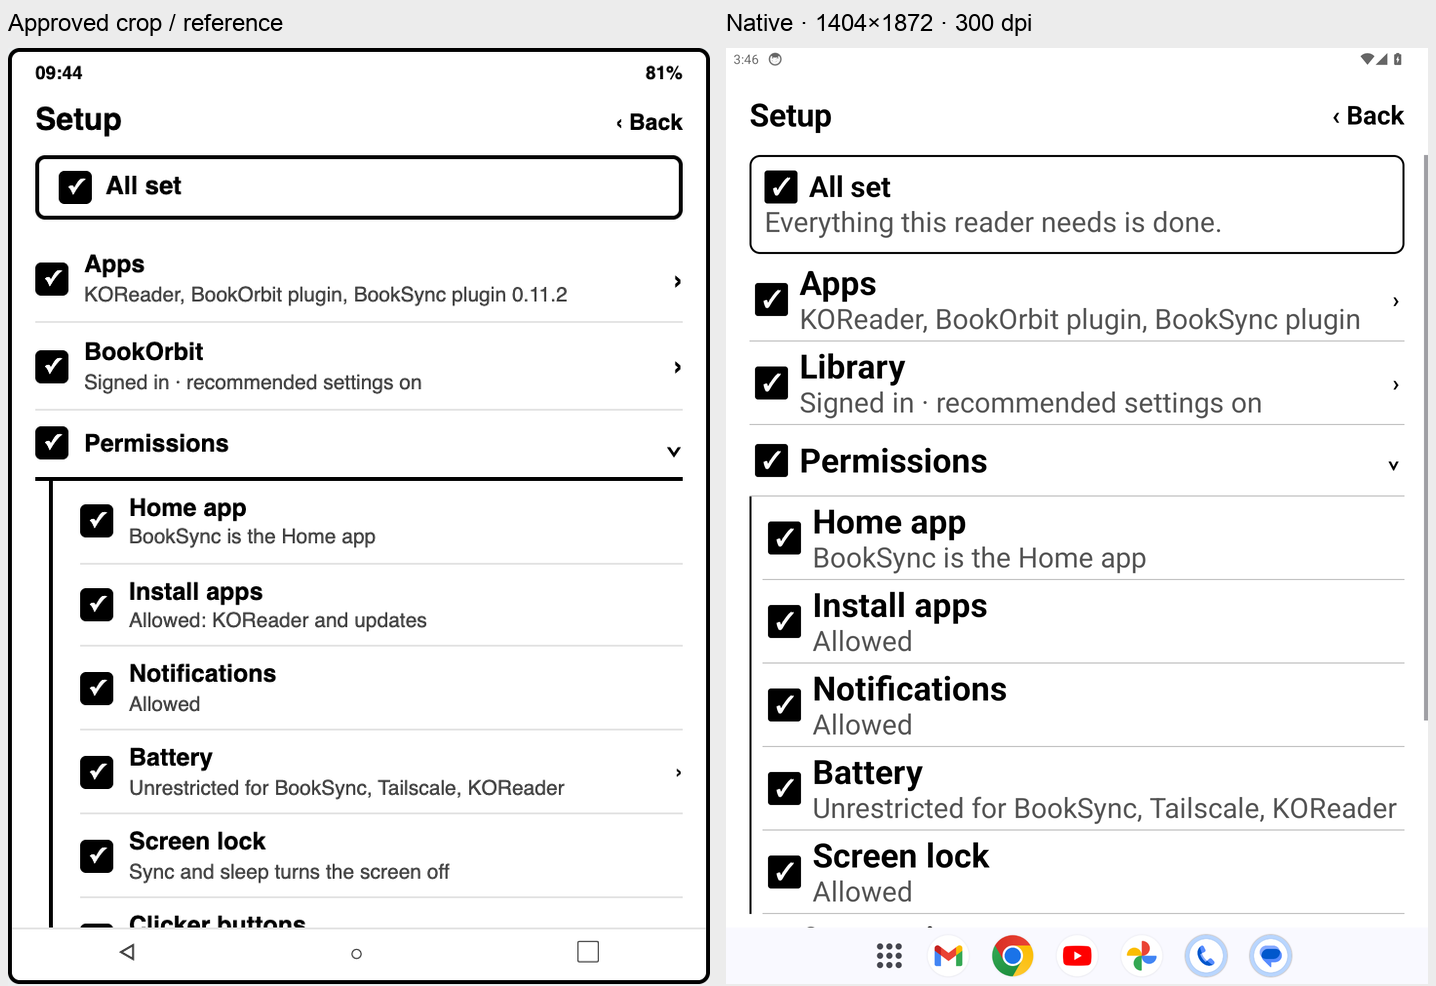 Approved crop / reference
09:44
81%
Setup
‹ Back
All set
Apps
KOReader, BookOrbit plugin, BookSync plugin 0.11.2
BookOrbit
Signed in · recommended settings on
Permissions
Home app
BookSync is the Home app
Install apps
Allowed: KOReader and updates
Notifications
Allowed
Battery
Unrestricted for BookSync, Tailscale, KOReader
Screen lock
Sync and sleep turns the screen off
Clicker buttons
Native · 1404×1872 · 300 dpi
3:46
Setup
‹ Back
All set
Everything this reader needs is done.
Apps
KOReader, BookOrbit plugin, BookSync plugin
Library
Signed in · recommended settings on
Permissions
Home app
BookSync is the Home app
Install apps
Allowed
Notifications
Allowed
Battery
Unrestricted for BookSync, Tailscale, KOReader
Screen lock
Allowed